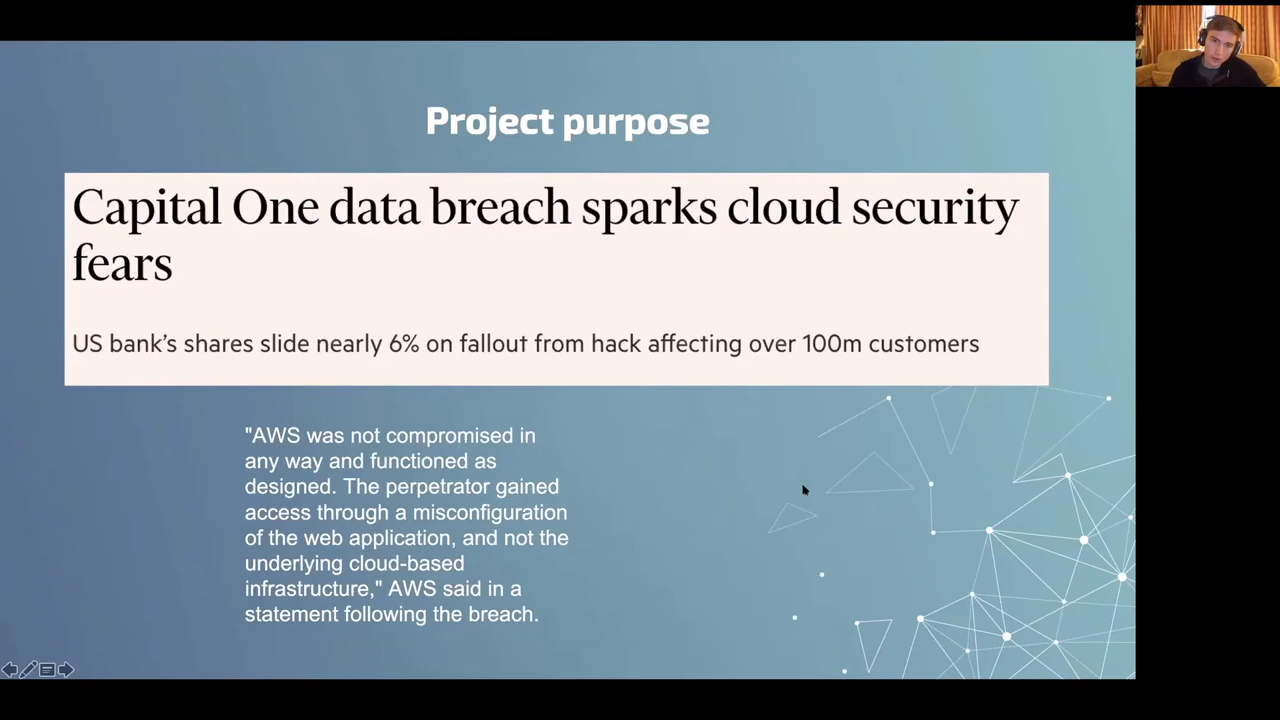 Project purpose
Capital One data breach sparks cloud security
fears
US bank's shares slide nearly 6% on fallout from hack affecting over 100m customers
"AWS was not compromised in
any way and functioned as
designed. The perpetrator gained
access through a misconfiguration
of the web application, and not the
underlying cloud-based
infrastructure," AWS said in a
statement following the breach.